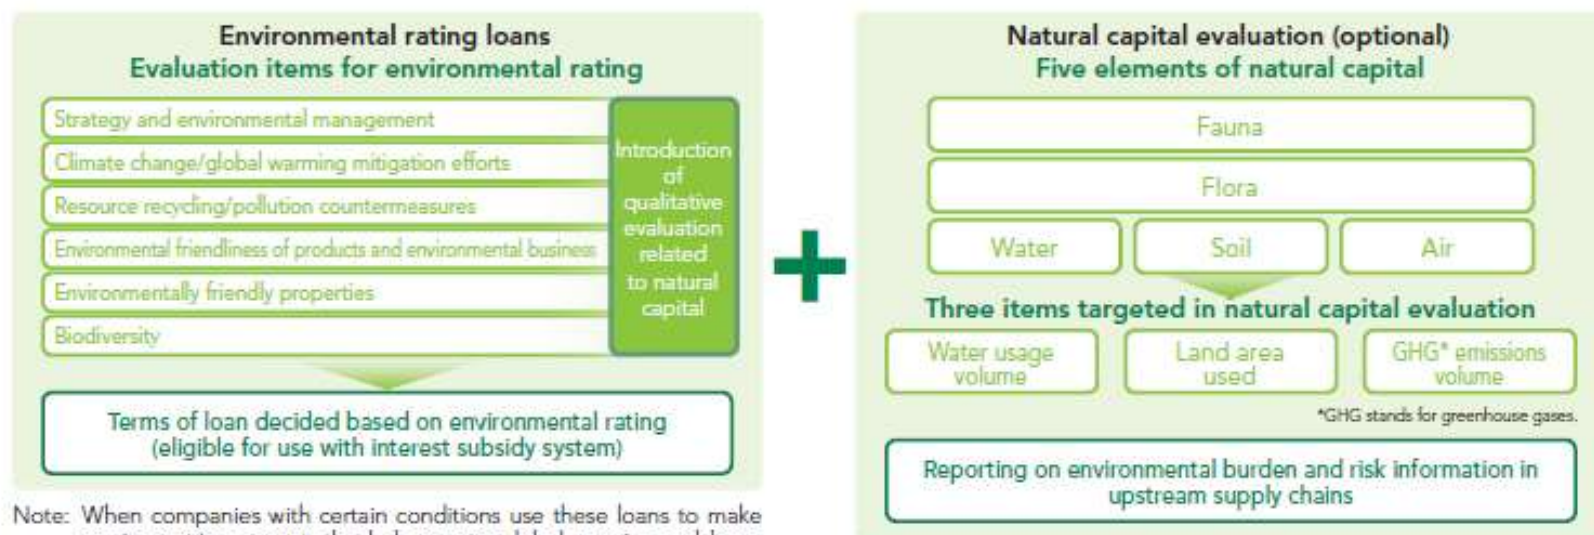 Environmental rating loans
Evaluation items for environmental rating
Strategy and environmental management
Climate change/global warming mitigation efforts
Resource recycling/pollution countermeasures
Environmental friendliness of products and environmental business
Environmentally friendly properties
Biodiversity
Introduction
of
qualitative
evaluation
related
to natural
capital
Terms of loan decided based on environmental rating
(eligible for use with interest subsidy system)
Note: When companies with certain conditions use these loans to make
+
Natural capital evaluation (optional)
Five elements of natural capital
Fauna
Flora
Water
Soil
Air
Three items targeted in natural capital evaluation
Water usage
volume
Land area
used
GHG* emissions
volume
*GHG stands for greenhouse gases.
Reporting on environmental burden and risk information in
upstream supply chains